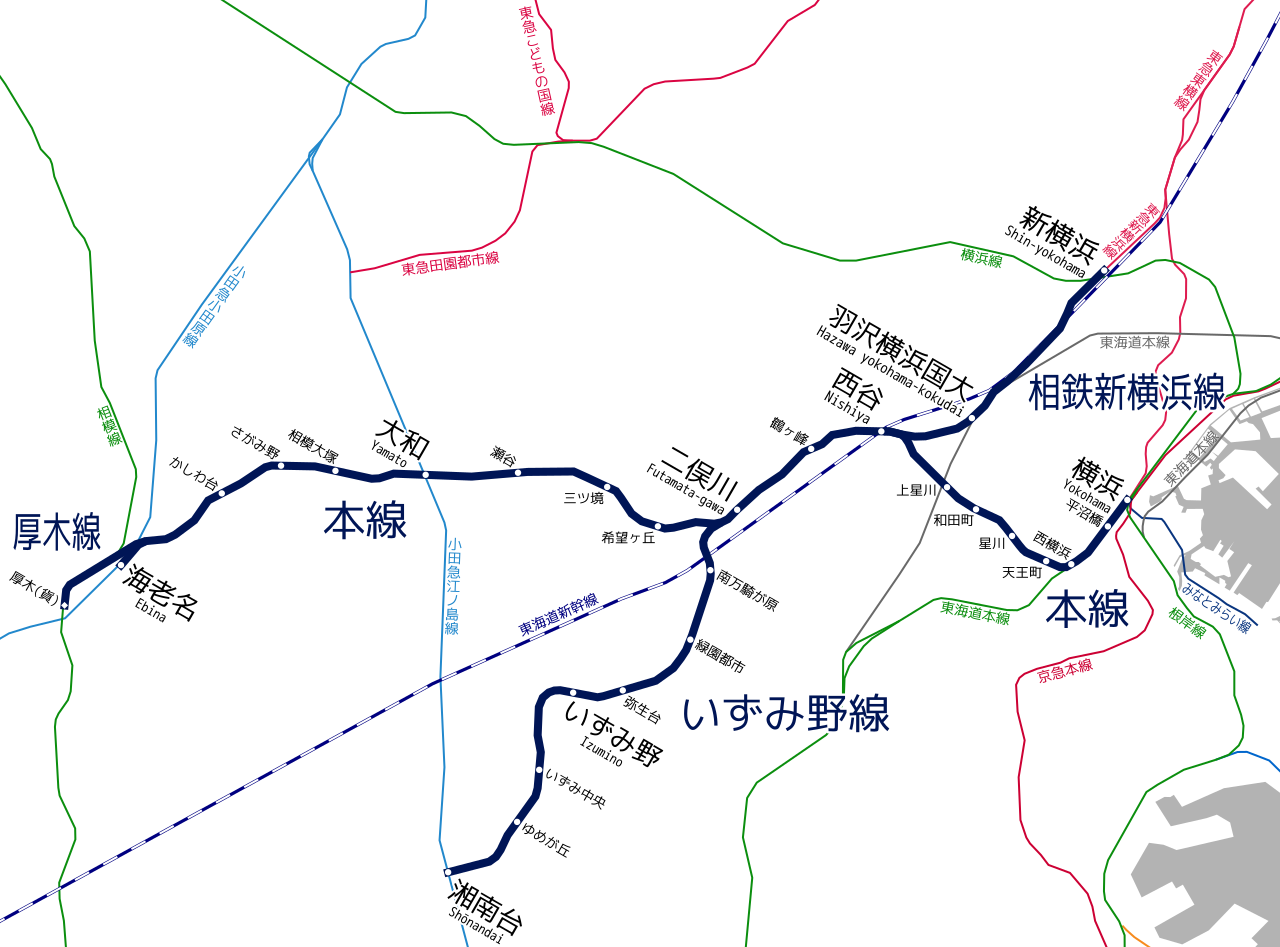 東急こどもの国線
東急東横線
東急新横浜線
新横浜
Shin-yokohama
横浜線
東急田園都市線
小田急小田原線
羽沢横浜国大
Hazawa yokohama-kokudai
東海道本線
相鉄新横浜線
西谷
Nishiya
相模線
さがみ野
相模大塚
大和
Yamato
鶴ヶ峰
瀬谷
二俣川
Futamata-gawa
かしわ台
三ツ境
希望ヶ丘
上星川
和田町
星川
天王町
西横浜
横浜
Yokohama
平沼橋
東海道本線
厚木線
本線
厚木(貨)
海老名
Ebina
小田急江ノ島線
東海道新幹線
南万騎が原
緑園都市
弥生台
東海道本線
本線
みなとみらい線
根岸線
京急本線
いずみ野線
いずみ野
Izumino
いずみ中央
ゆめが丘
湘南台
Shōnandai